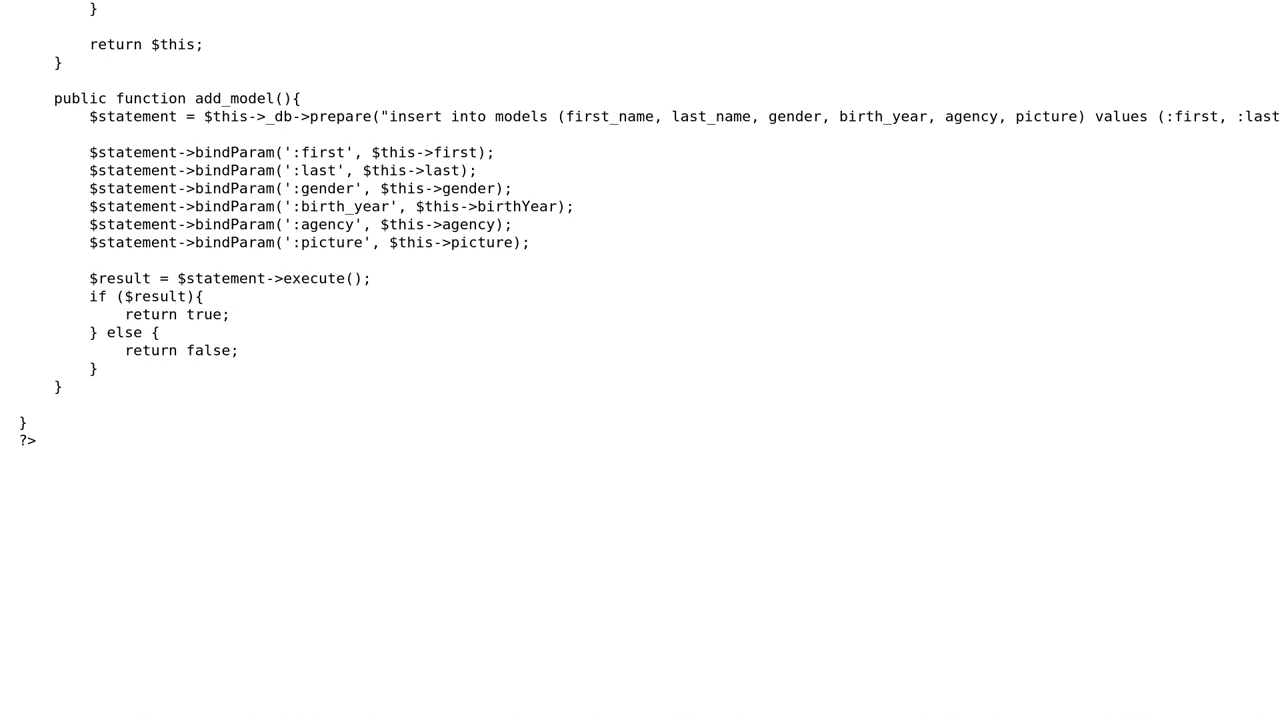 }

        return $this;
    }

    public function add_model(){
        $statement = $this->_db->prepare("insert into models (first_name, last_name, gender, birth_year, agency, picture) values (:first, :last

        $statement->bindParam(':first', $this->first);
        $statement->bindParam(':last', $this->last);
        $statement->bindParam(':gender', $this->gender);
        $statement->bindParam(':birth_year', $this->birthYear);
        $statement->bindParam(':agency', $this->agency);
        $statement->bindParam(':picture', $this->picture);

        $result = $statement->execute();
        if ($result){
            return true;
        } else {
            return false;
        }
    }

}
?>